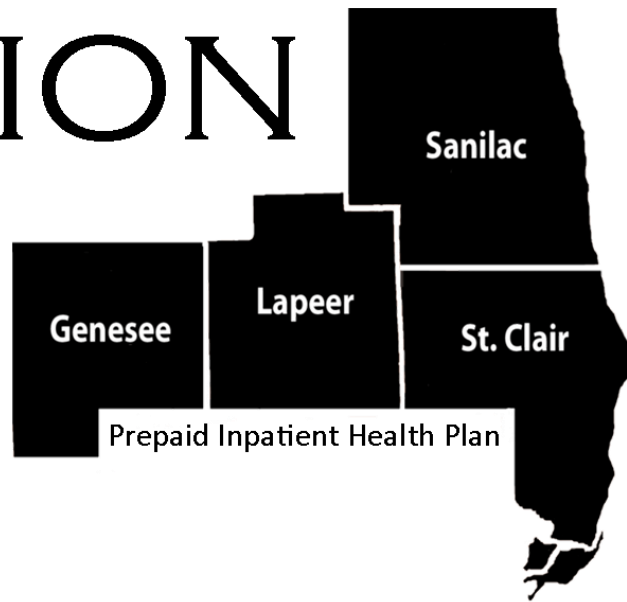 ION
Sanilac
Lapeer
Genesee
St. Clair
Prepaid Inpatient Health Plan